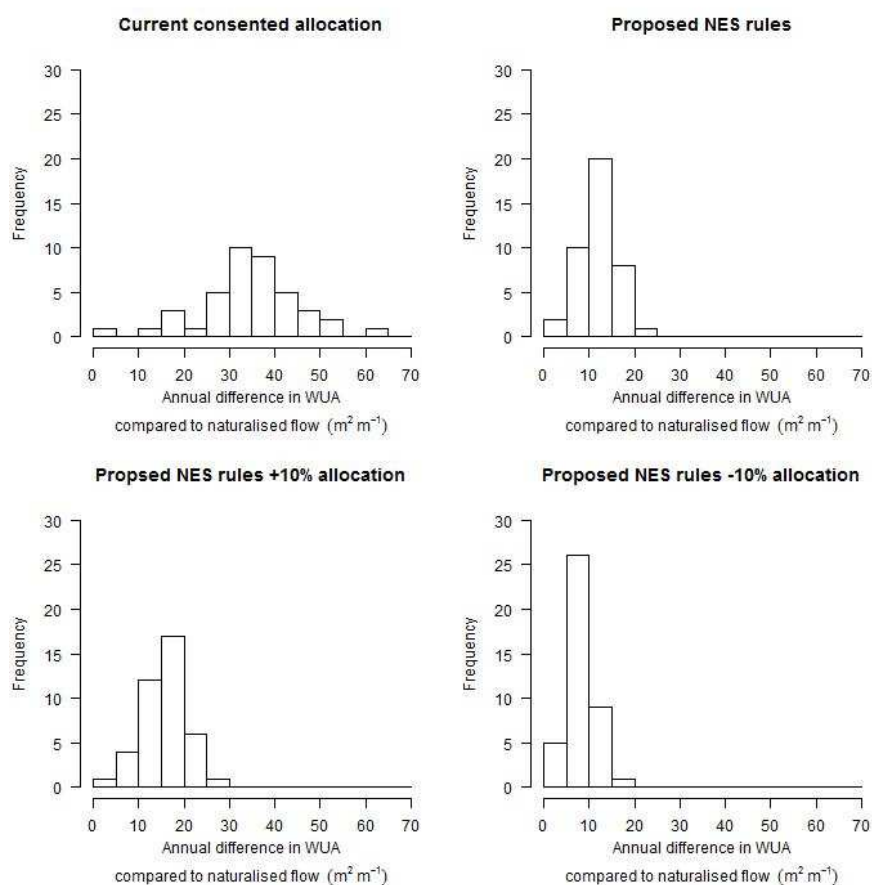 Current consented allocation
30
25
20
15
10
5
0
Frequency
0 10 20 30 40 50 60 70
Annual difference in WUA
compared to naturalised flow (m² m⁻¹)
Proposed NES rules
30
25
20
15
10
5
0
Frequency
0 10 20 30 40 50 60 70
Annual difference in WUA
compared to naturalised flow (m² m⁻¹)
Propsed NES rules +10% allocation
30
25
20
15
10
5
0
Frequency
0 10 20 30 40 50 60 70
Annual difference in WUA
compared to naturalised flow (m² m⁻¹)
Proposed NES rules -10% allocation
30
25
20
15
10
5
0
Frequency
0 10 20 30 40 50 60 70
Annual difference in WUA
compared to naturalised flow (m² m⁻¹)